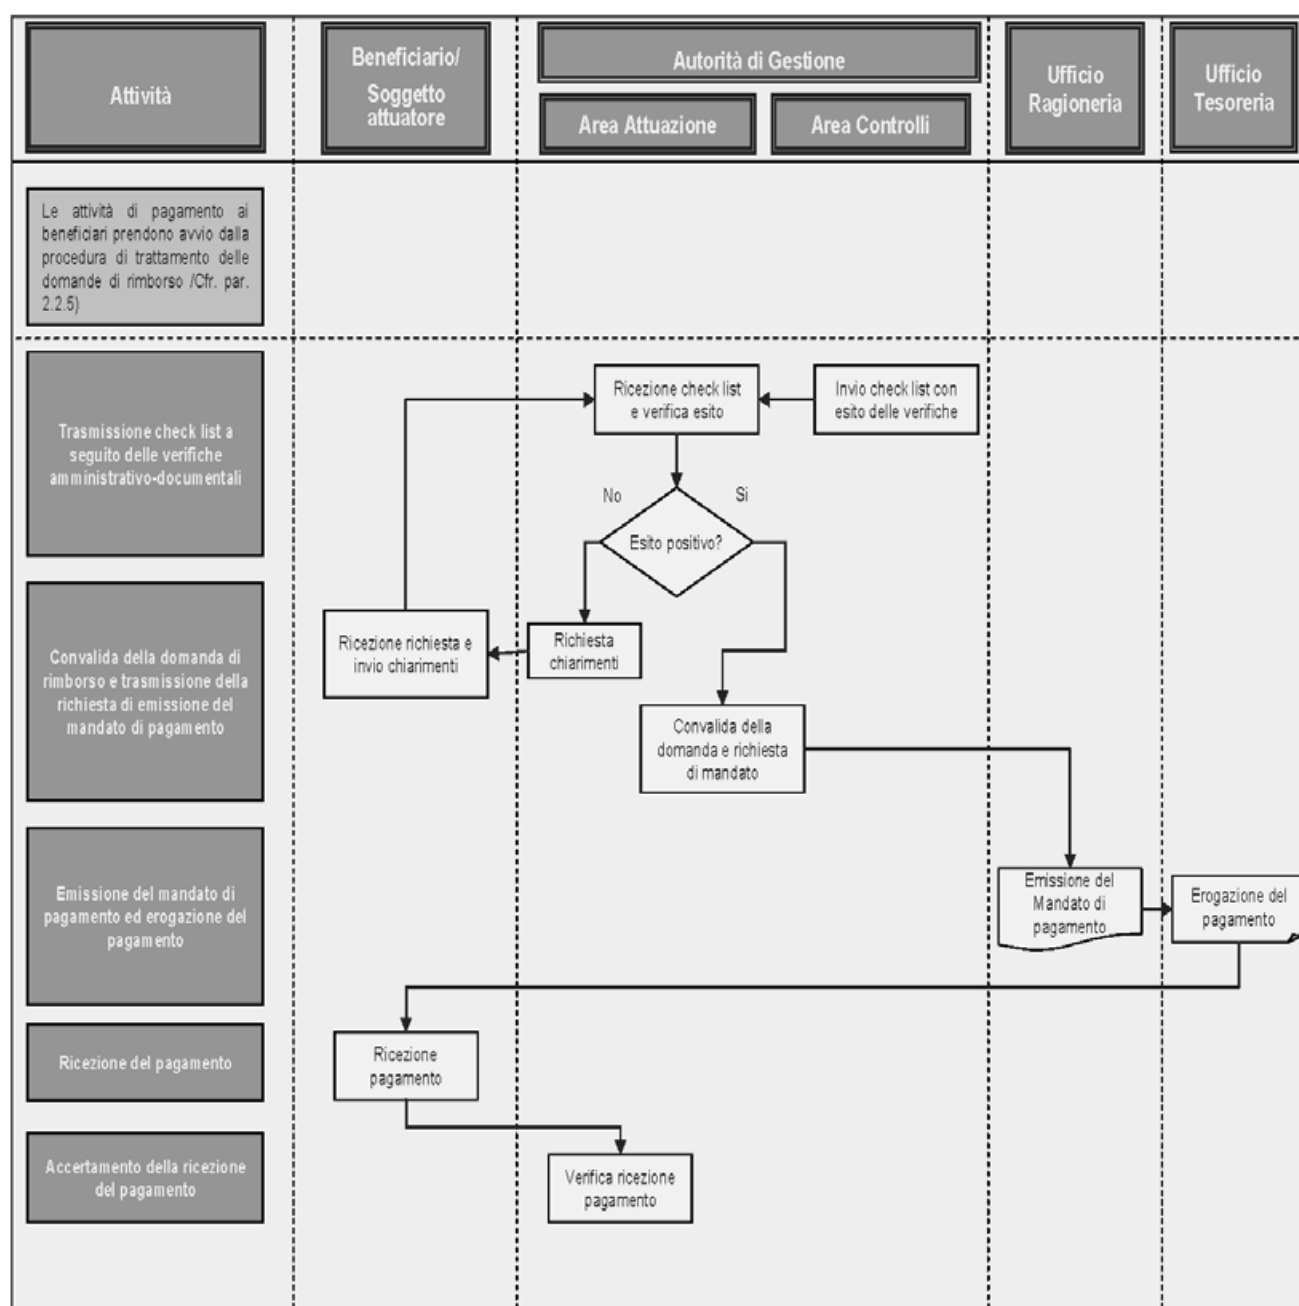 Attività
Beneficiario/
Soggetto
attuatore
Autorità di Gestione
Area Attuazione
Area Controlli
Ufficio
Ragioneria
Ufficio
Tesoreria
Le attività di pagamento ai
beneficiari prendono avvio dalla
procedura di trattamento delle
domande di rimborso /Cfr. par.
2.2.5)
Trasmissione check list a
seguito delle verifiche
amministrativo-documentali
Ricezione check list
e verifica esito
Invio check list con
esito delle verifiche
No
Si
Esito positivo?
Convalida della domanda di
rimborso e trasmissione della
richiesta di emissione del
mandato di pagamento
Ricezione richiesta e
invio chiarimenti
Richiesta
chiarimenti
Convalida della
domanda e richiesta
di mandato
Emissione del mandato di
pagamento ed erogazione del
pagamento
Emissione del
Mandato di
pagamento
Erogazione del
pagamento
Ricezione del pagamento
Ricezione
pagamento
Accertamento della ricezione
del pagamento
Verifica ricezione
pagamento